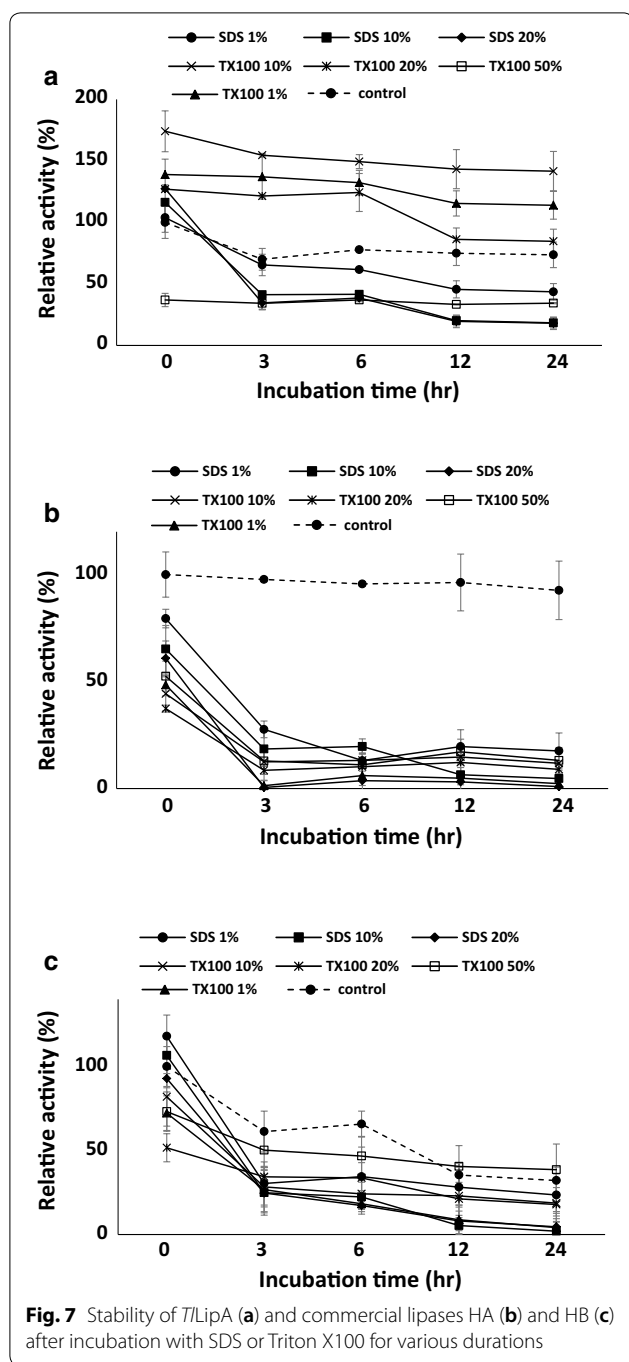 SDS 1% SDS 10% SDS 20%
TX100 10% TX100 20% TX100 50%
TX100 1% control
a
200
150
100
50
0
Relative activity (%)
0 3 6 12 24
Incubation time (hr)
SDS 1% SDS 10% SDS 20%
TX100 10% TX100 20% TX100 50%
TX100 1% control
b
100
50
0
Relative activity (%)
0 3 6 12 24
Incubation time (hr)
SDS 1% SDS 10% SDS 20%
TX100 10% TX100 20% TX100 50%
TX100 1% control
c
100
50
0
Relative activity (%)
0 3 6 12 24
Incubation time (hr)
Fig. 7 Stability of TlLipA (a) and commercial lipases HA (b) and HB (c)
after incubation with SDS or Triton X100 for various durations